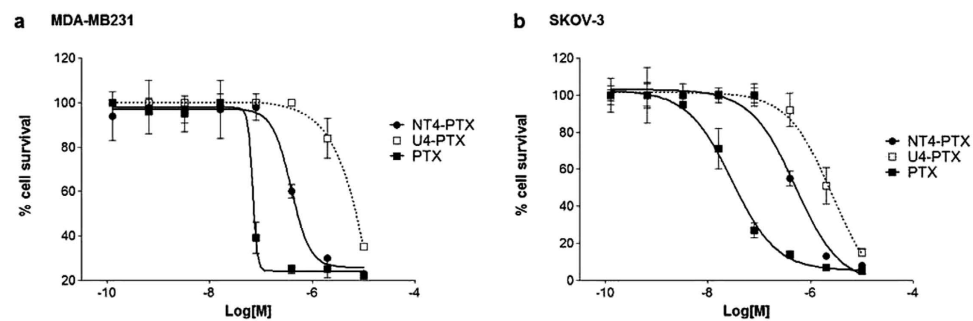 a MDA-MB231
120
100
80
60
40
20
% cell survival
-10 -8 -6 -4
Log[M]
NT4-PTX
U4-PTX
PTX
b SKOV-3
120
100
80
60
40
20
0
% cell survival
-10 -8 -6 -4
Log[M]
NT4-PTX
U4-PTX
PTX